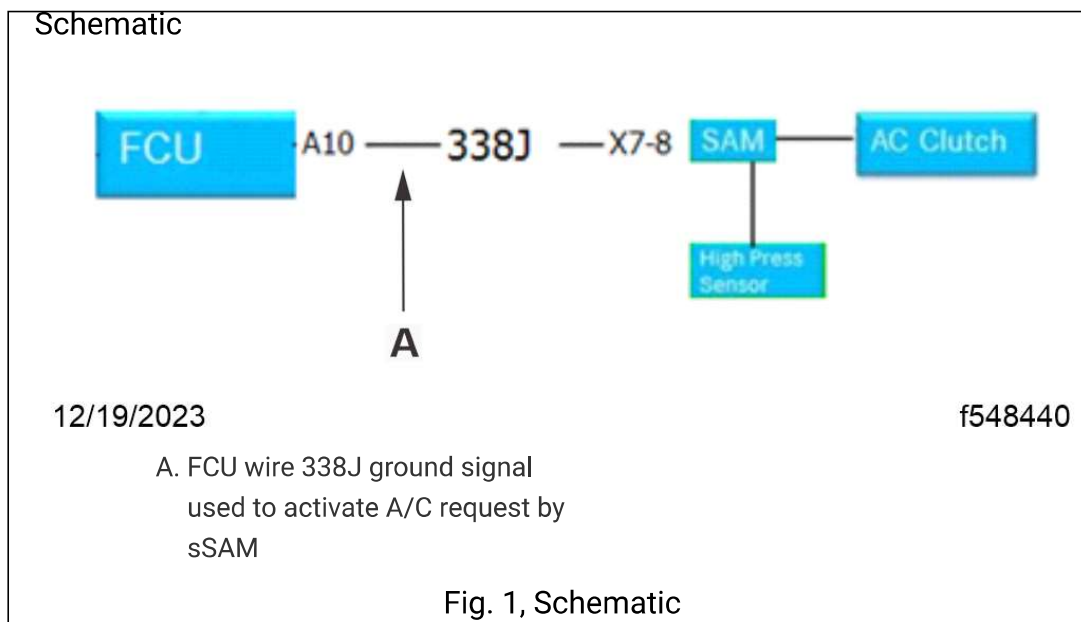 Schematic
FCU A10 338J X7-8 SAM AC Clutch
High Press
Sensor
A
12/19/2023 f548440
A. FCU wire 338J ground signal
used to activate A/C request by
sSAM
Fig. 1, Schematic